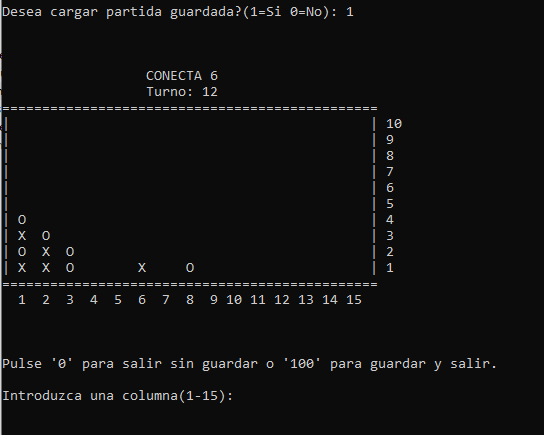 Desea cargar partida guardada?(1=Si 0=No): 1
CONECTA 6
Turno: 12
===============================================
|                                             | 10
|                                             | 9
|                                             | 8
|                                             | 7
|                                             | 6
|                                             | 5
| O                                           | 4
| X  O                                        | 3
| O  X  O                                     | 2
| X  X  O        X     O                      | 1
===============================================
  1  2  3  4  5  6  7  8  9 10 11 12 13 14 15
Pulse '0' para salir sin guardar o '100' para guardar y salir.
Introduzca una columna(1-15):